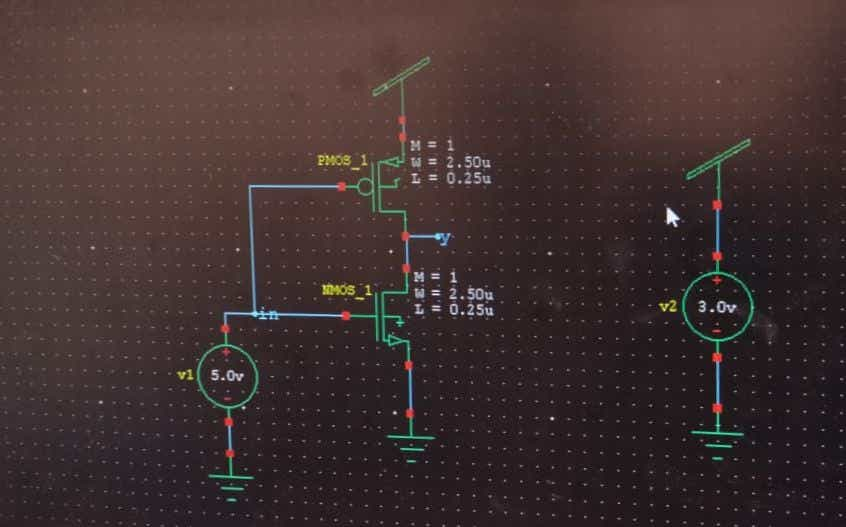 PMOS_1
M = 1
W = 2.50u
L = 0.25u
y
NMOS_1
M = 1
W = 2.50u
L = 0.25u
in
v1
+
5.0v
-
v2
+
3.0v
-